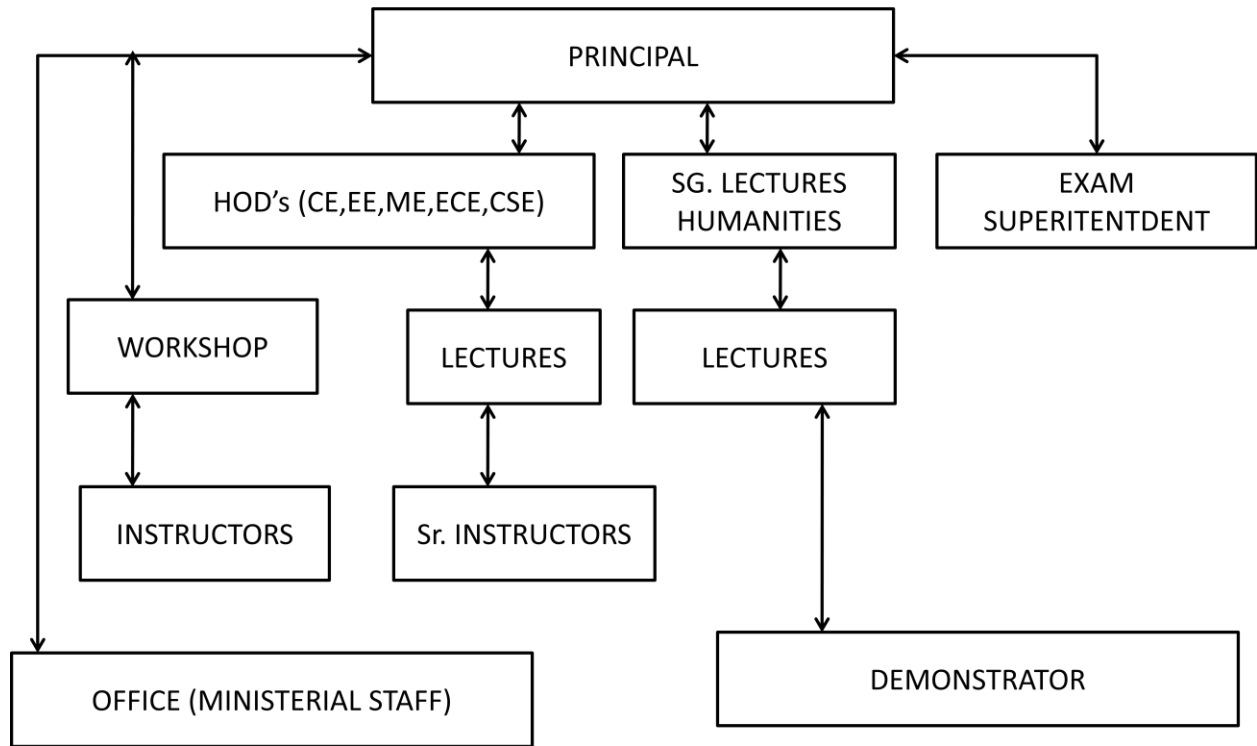 PRINCIPAL
HOD's (CE,EE,ME,ECE,CSE)
SG. LECTURES
HUMANITIES
EXAM
SUPERITENTDENT
WORKSHOP
LECTURES
LECTURES
INSTRUCTORS
Sr. INSTRUCTORS
OFFICE (MINISTERIAL STAFF)
DEMONSTRATOR